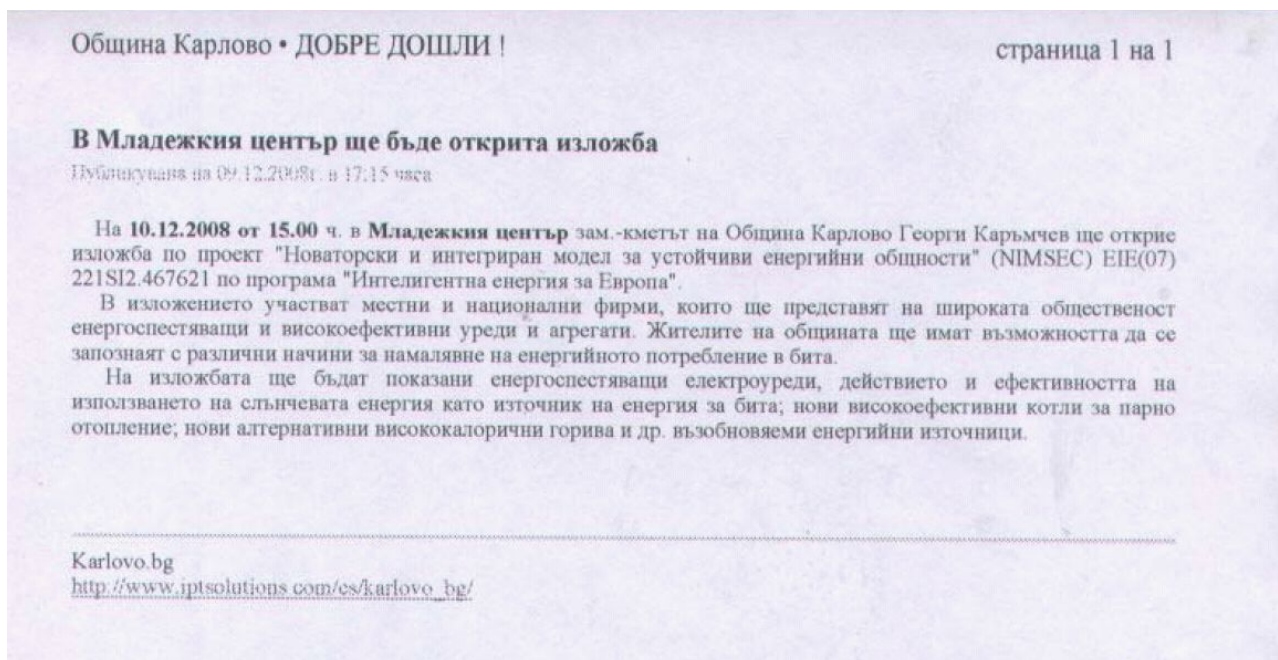 Община Карлово • ДОБРЕ ДОШЛИ !
страница 1 на 1
В Младежкия център ще бъде открита изложба
Публикувана на 09.12.2008г. в 17:15 часа
На 10.12.2008 от 15.00 ч. в Младежкия център зам.-кметът на Община Карлово Георги Каръмчев ще открие
изложба по проект "Новаторски и интегриран модел за устойчиви енергийни общности" (NIMSEC) EIE(07)
221SI2.467621 по програма "Интелигентна енергия за Европа".
В изложението участват местни и национални фирми, които ще представят на широката общественост
енергоспестяващи и високоефективни уреди и агрегати. Жителите на общината ще имат възможността да се
запознаят с различни начини за намалявне на енергийното потребление в бита.
На изложбата ще бъдат показани енергоспестяващи електроуреди, действието и ефективността на
използването на слънчевата енергия като източник на енергия за бита; нови високоефективни котли за парно
отопление; нови алтернативни висококалорични горива и др. възобновяеми енергийни източници.
Karlovo.bg
http://www.iptsolutions.com/cs/karlovo_bg/